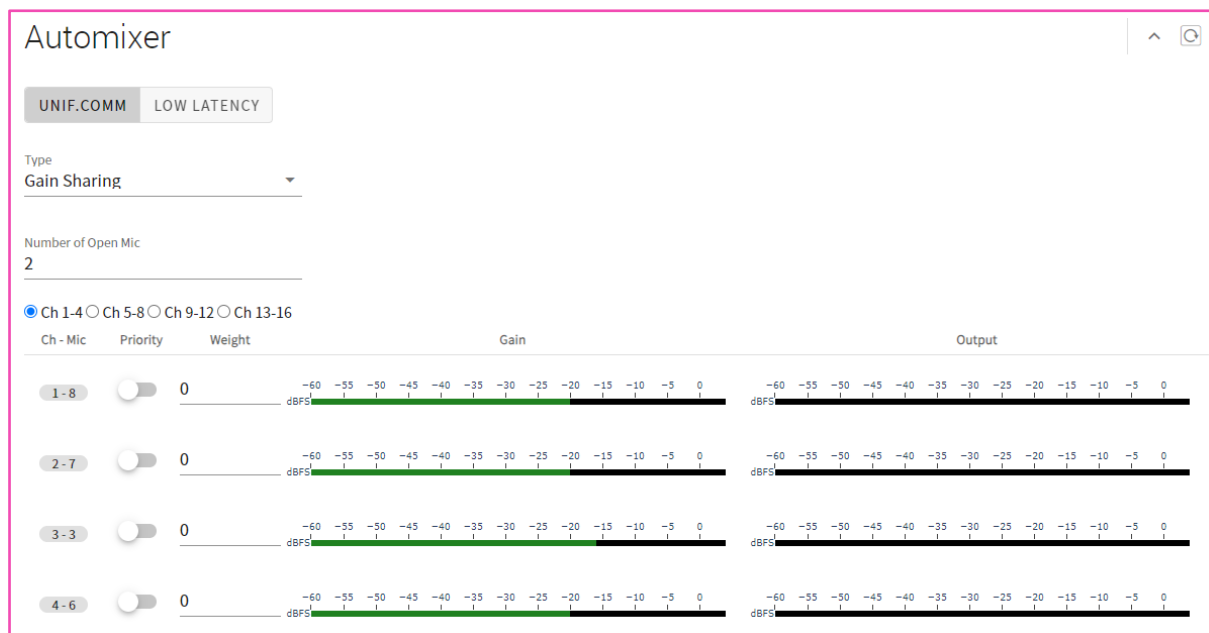 Automixer
UNIF.COMM LOW LATENCY
Type
Gain Sharing
Number of Open Mic
2
Ch 1-4 Ch 5-8 Ch 9-12 Ch 13-16
Ch - Mic Priority Weight Gain Output
1 - 8 0 −60 −55 −50 −45 −40 −35 −30 −25 −20 −15 −10 −5 0 −60 −55 −50 −45 −40 −35 −30 −25 −20 −15 −10 −5 0
dBFS dBFS
2 - 7 0 −60 −55 −50 −45 −40 −35 −30 −25 −20 −15 −10 −5 0 −60 −55 −50 −45 −40 −35 −30 −25 −20 −15 −10 −5 0
dBFS dBFS
3 - 3 0 −60 −55 −50 −45 −40 −35 −30 −25 −20 −15 −10 −5 0 −60 −55 −50 −45 −40 −35 −30 −25 −20 −15 −10 −5 0
dBFS dBFS
4 - 6 0 −60 −55 −50 −45 −40 −35 −30 −25 −20 −15 −10 −5 0 −60 −55 −50 −45 −40 −35 −30 −25 −20 −15 −10 −5 0
dBFS dBFS